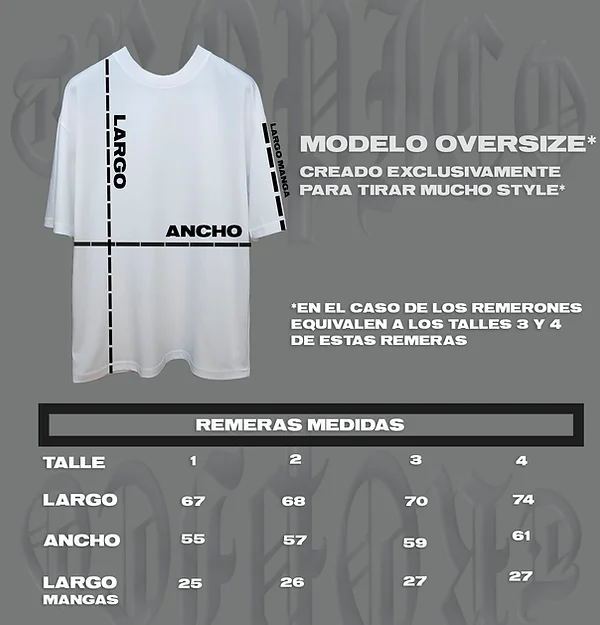 LARGO
LARGO MANGA
ANCHO
MODELO OVERSIZE*
CREADO EXCLUSIVAMENTE
PARA TIRAR MUCHO STYLE*
*EN EL CASO DE LOS REMERONES
EQUIVALEN A LOS TALLES 3 Y 4
DE ESTAS REMERAS
REMERAS MEDIDAS
TALLE 1 2 3 4
LARGO 67 68 70 74
ANCHO 55 57 59 61
LARGO MANGAS 25 26 27 27